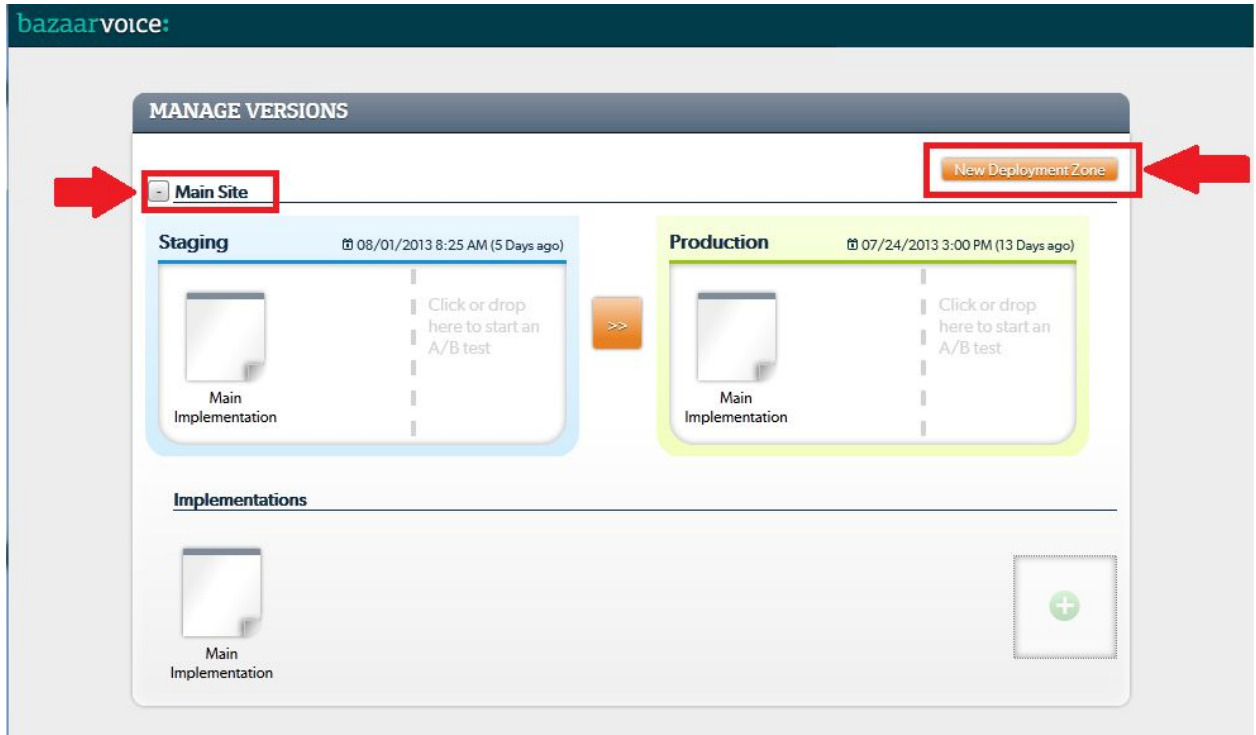 bazaarvoice:
MANAGE VERSIONS
New Deployment Zone
- Main Site
Staging 08/01/2013 8:25 AM (5 Days ago)
Production 07/24/2013 3:00 PM (13 Days ago)
Click or drop
here to start an
A/B test
>>
Click or drop
here to start an
A/B test
Main
Implementation
Main
Implementation
Implementations
Main
Implementation